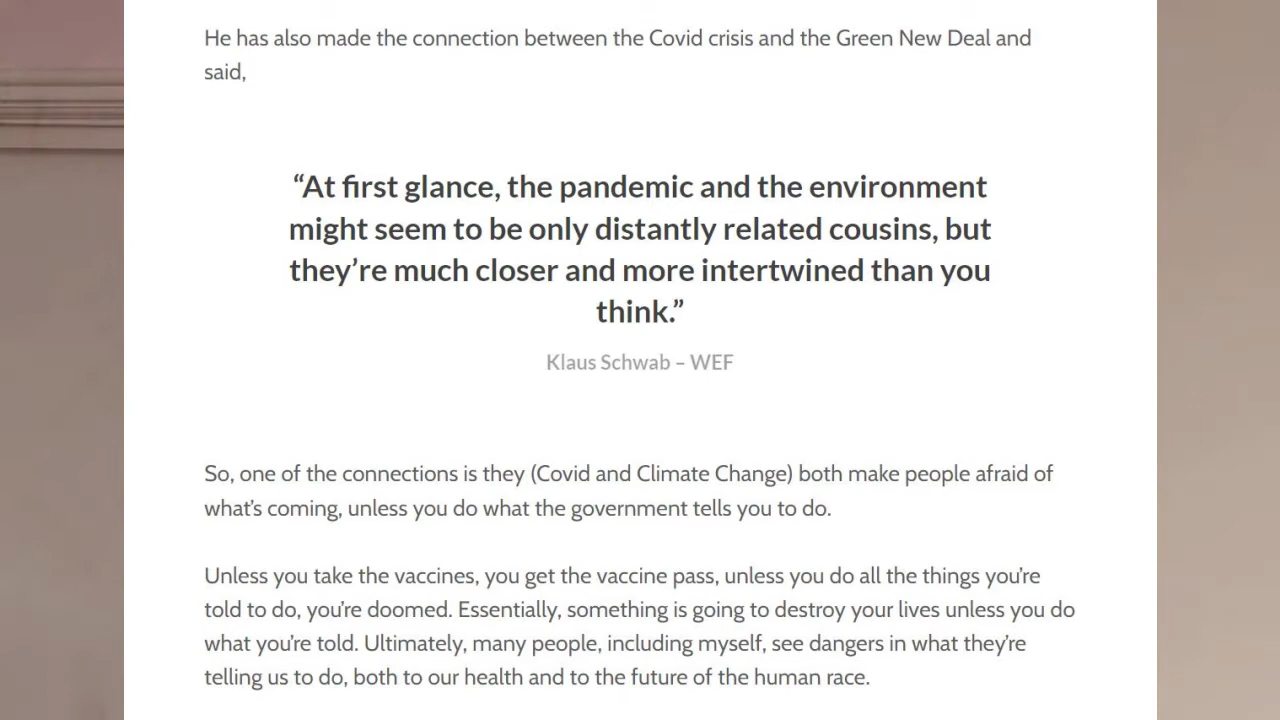 He has also made the connection between the Covid crisis and the Green New Deal and
said,
“At first glance, the pandemic and the environment
might seem to be only distantly related cousins, but
they’re much closer and more intertwined than you
think.”
Klaus Schwab – WEF
So, one of the connections is they (Covid and Climate Change) both make people afraid of
what’s coming, unless you do what the government tells you to do.
Unless you take the vaccines, you get the vaccine pass, unless you do all the things you’re
told to do, you’re doomed. Essentially, something is going to destroy your lives unless you do
what you’re told. Ultimately, many people, including myself, see dangers in what they’re
telling us to do, both to our health and to the future of the human race.